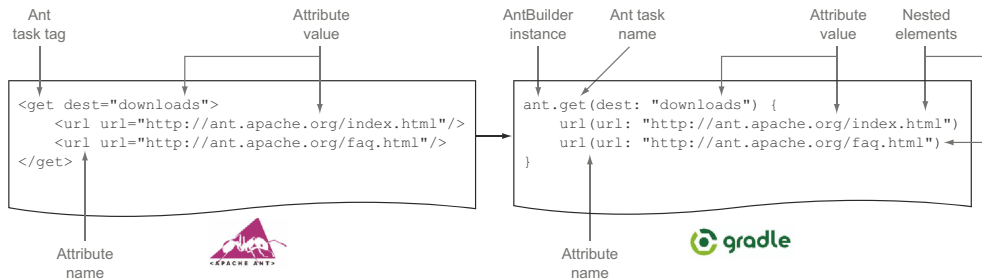 Ant
task tag
Attribute
value
AntBuilder
instance
Ant task
name
Attribute
value
Nested
elements
<get dest="downloads">
    <url url="http://ant.apache.org/index.html"/>
    <url url="http://ant.apache.org/faq.html"/>
</get>
ant.get(dest: "downloads") {
    url(url: "http://ant.apache.org/index.html")
    url(url: "http://ant.apache.org/faq.html")
}
Attribute
name
<APACHE ANT>
Attribute
name
gradle